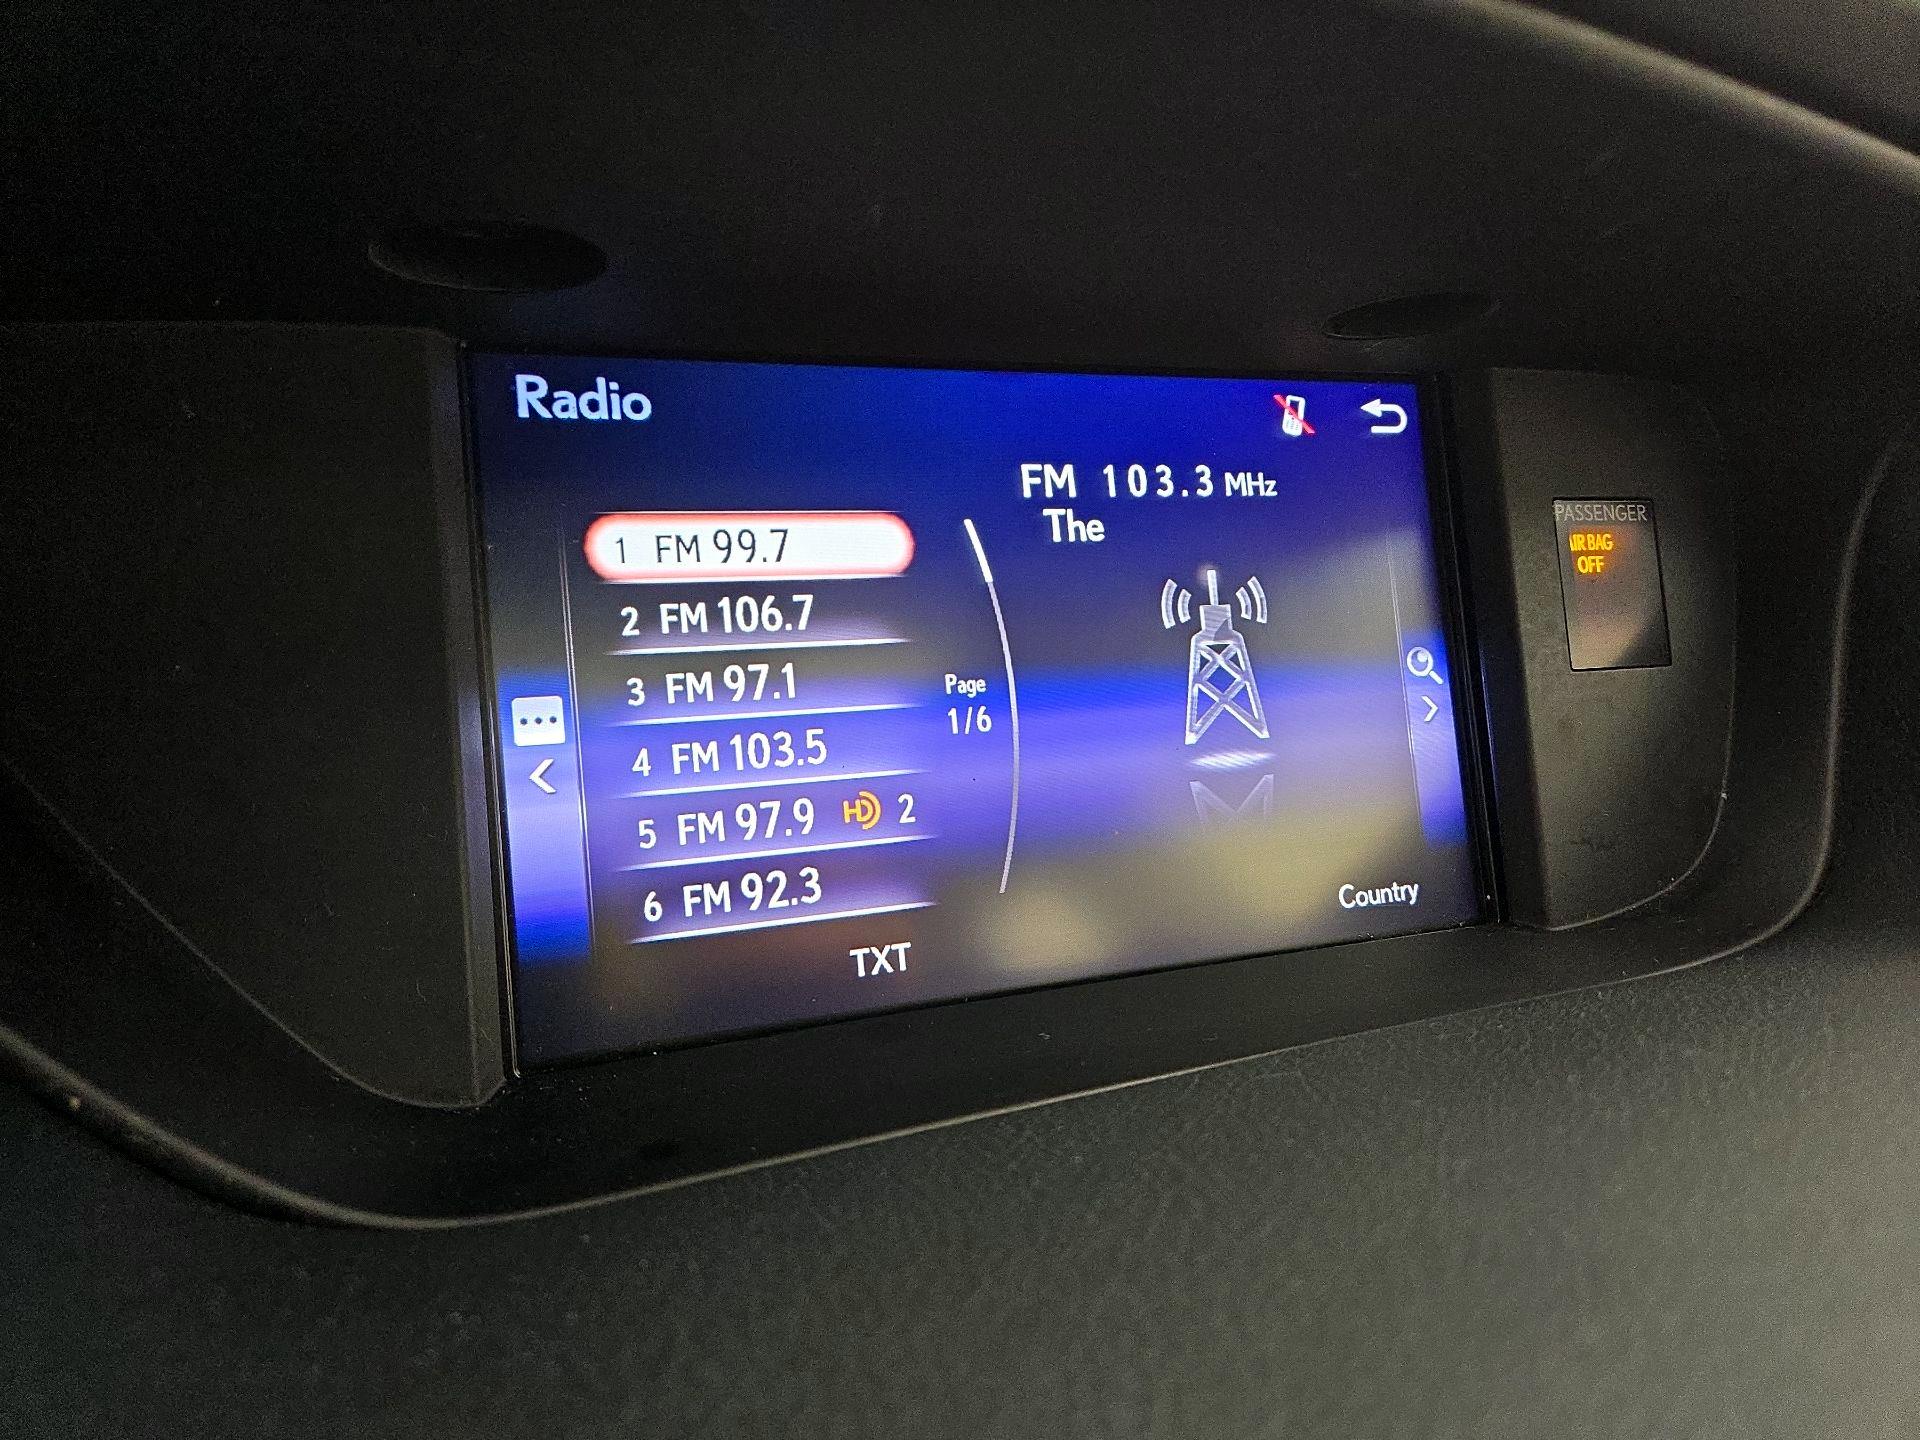 Radio
FM 103.3 MHz
The
1 FM 99.7
2 FM 106.7
3 FM 97.1
4 FM 103.5
5 FM 97.9 HD 2
6 FM 92.3
Page
1/6
TXT
Country
PASSENGER
AIR BAG
OFF